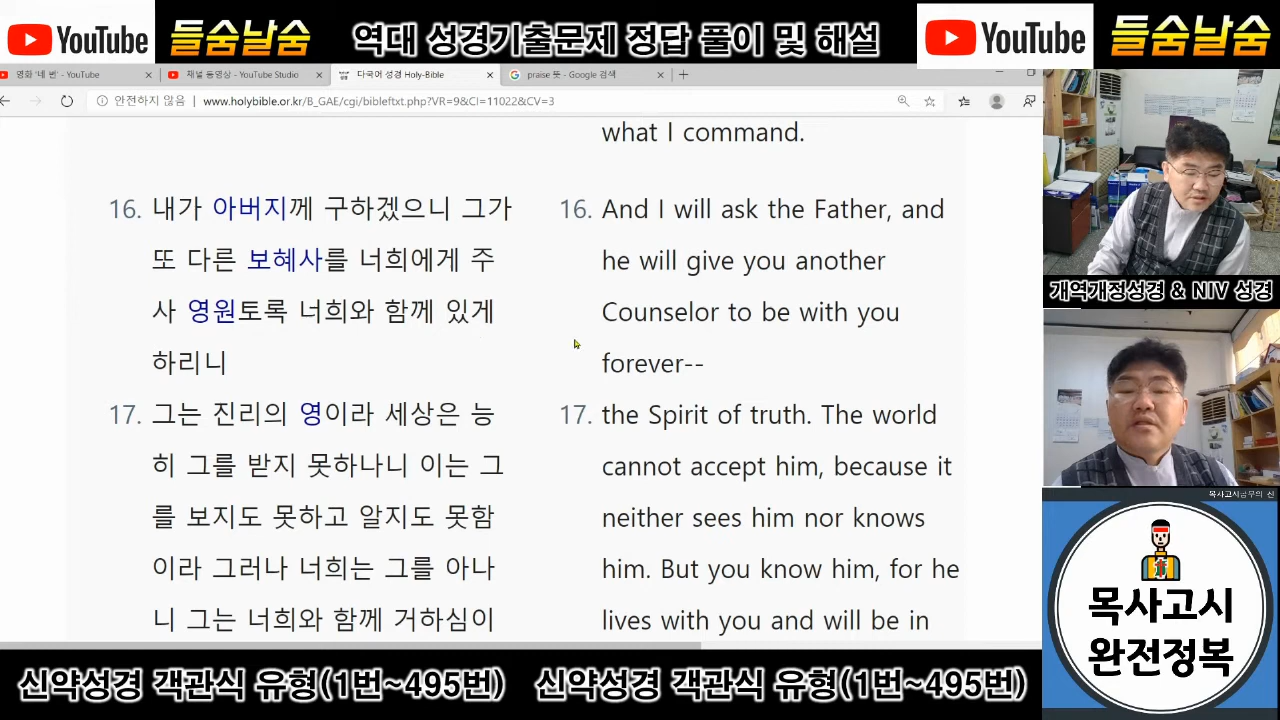 YouTube 들숨날숨 역대 성경기출문제 정답 풀이 및 해설 YouTube 들숨날숨
영화 '네 번' - YouTube
채널 동영상 - YouTube Studio
다국어 성경 Holy-Bible
praise 뜻 - Google 검색
안전하지 않음 | www.holybible.or.kr/B_GAE/cgi/bibleftxt.php?VR=9&CI=11022&CV=3
what I command.
16. 내가 아버지께 구하겠으니 그가
또 다른 보혜사를 너희에게 주
사 영원토록 너희와 함께 있게
하리니
17. 그는 진리의 영이라 세상은 능
히 그를 받지 못하나니 이는 그
를 보지도 못하고 알지도 못함
이라 그러나 너희는 그를 아나
니 그는 너희와 함께 거하심이
16. And I will ask the Father, and
he will give you another
Counselor to be with you
forever--
17. the Spirit of truth. The world
cannot accept him, because it
neither sees him nor knows
him. But you know him, for he
lives with you and will be in
개역개정성경 & NIV 성경
목사고시공부의 신
목사고시
완전정복
신약성경 객관식 유형(1번~495번) 신약성경 객관식 유형(1번~495번)